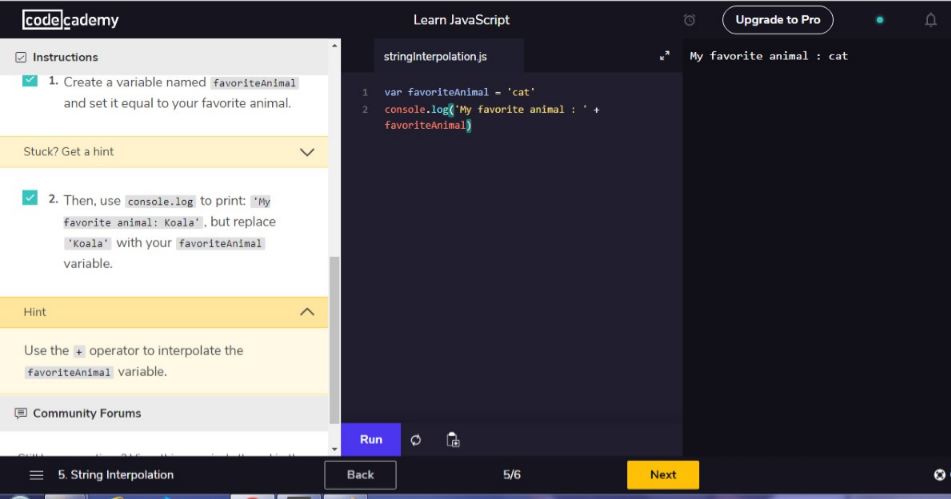 codecademy
Learn JavaScript
Upgrade to Pro
Instructions
1. Create a variable named favoriteAnimal
and set it equal to your favorite animal.
Stuck? Get a hint
2. Then, use console.log to print: 'My
favorite animal: Koala', but replace
'Koala' with your favoriteAnimal
variable.
Hint
Use the + operator to interpolate the
favoriteAnimal variable.
Community Forums
stringInterpolation.js
1 var favoriteAnimal = 'cat'
2 console.log('My favorite animal : ' +
favoriteAnimal)
My favorite animal : cat
Run
5. String Interpolation
Back
5/6
Next